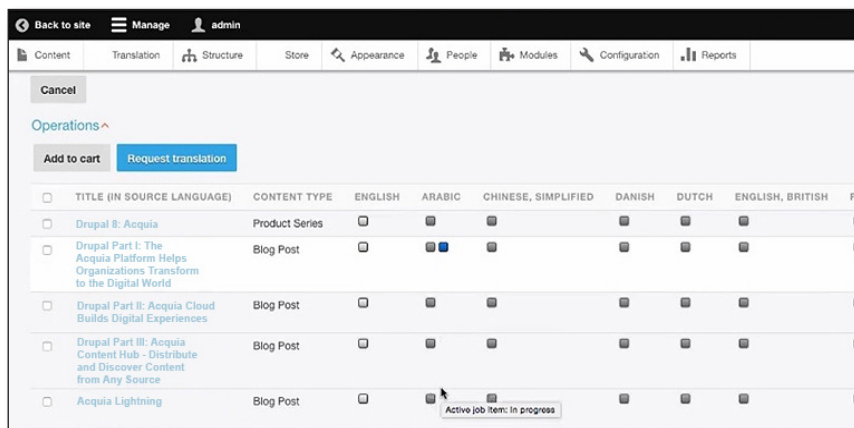 Back to site Manage admin
Content Translation Structure Store Appearance People Modules Configuration Reports
Cancel
Operations
Add to cart Request translation
TITLE (IN SOURCE LANGUAGE) CONTENT TYPE ENGLISH ARABIC CHINESE, SIMPLIFIED DANISH DUTCH ENGLISH, BRITISH F
Drupal 8: Acquia Product Series
Drupal Part I: The
Acquia Platform Helps
Organizations Transform
to the Digital World
Blog Post
Drupal Part II: Acquia Cloud
Builds Digital Experiences
Blog Post
Drupal Part III: Acquia
Content Hub - Distribute
and Discover Content
from Any Source
Blog Post
Acquia Lightning Blog Post
Active job item: In progress